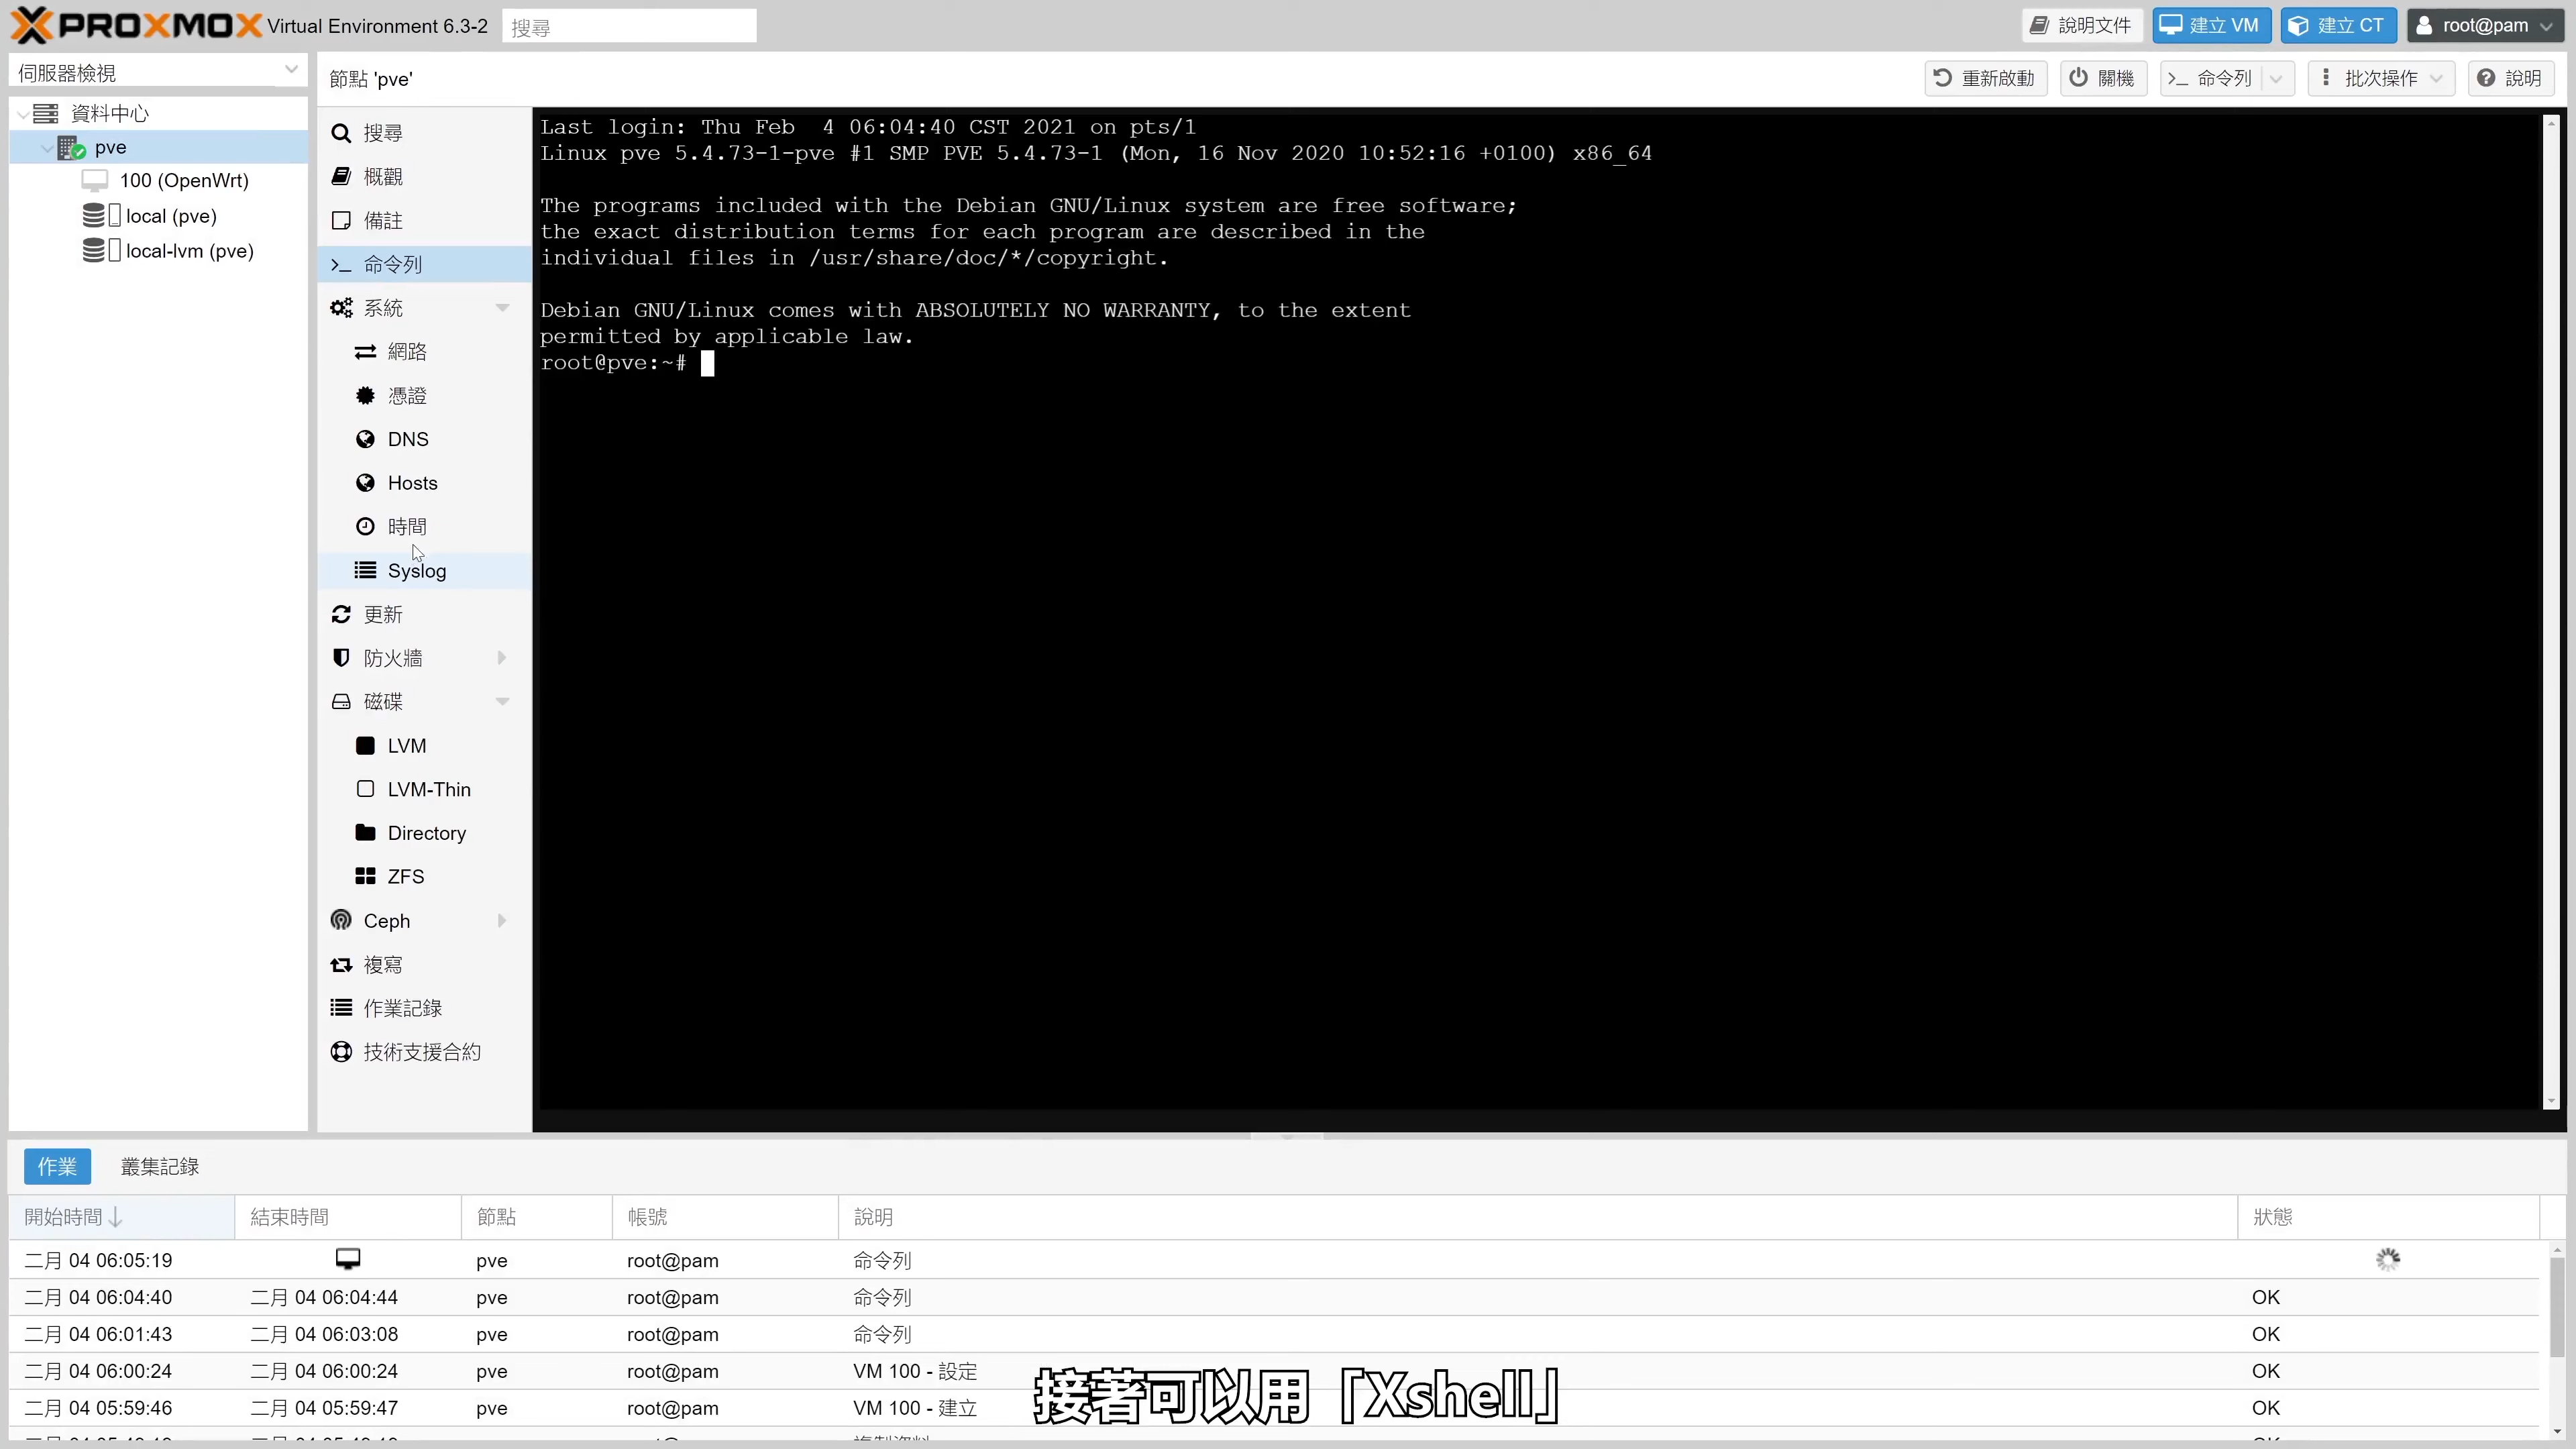 PROXMOX Virtual Environment 6.3-2
搜尋
說明文件
建立 VM
建立 CT
root@pam
伺服器檢視
節點 'pve'
重新啟動
關機
命令列
批次操作
說明
資料中心
pve
100 (OpenWrt)
local (pve)
local-lvm (pve)
搜尋
概觀
備註
命令列
系統
網路
憑證
DNS
Hosts
時間
Syslog
更新
防火牆
磁碟
LVM
LVM-Thin
Directory
ZFS
Ceph
複寫
作業記錄
技術支援合約
Last login: Thu Feb  4 06:04:40 CST 2021 on pts/1
Linux pve 5.4.73-1-pve #1 SMP PVE 5.4.73-1 (Mon, 16 Nov 2020 10:52:16 +0100) x86_64
The programs included with the Debian GNU/Linux system are free software;
the exact distribution terms for each program are described in the
individual files in /usr/share/doc/*/copyright.
Debian GNU/Linux comes with ABSOLUTELY NO WARRANTY, to the extent
permitted by applicable law.
root@pve:~#
作業 叢集記錄
開始時間 結束時間 節點 帳號 說明 狀態
二月 04 06:05:19 pve root@pam 命令列
二月 04 06:04:40 二月 04 06:04:44 pve root@pam 命令列 OK
二月 04 06:01:43 二月 04 06:03:08 pve root@pam 命令列 OK
二月 04 06:00:24 二月 04 06:00:24 pve root@pam VM 100 - 設定 OK
二月 04 05:59:46 二月 04 05:59:47 pve root@pam VM 100 - 建立 OK
接著可以用「Xshell」